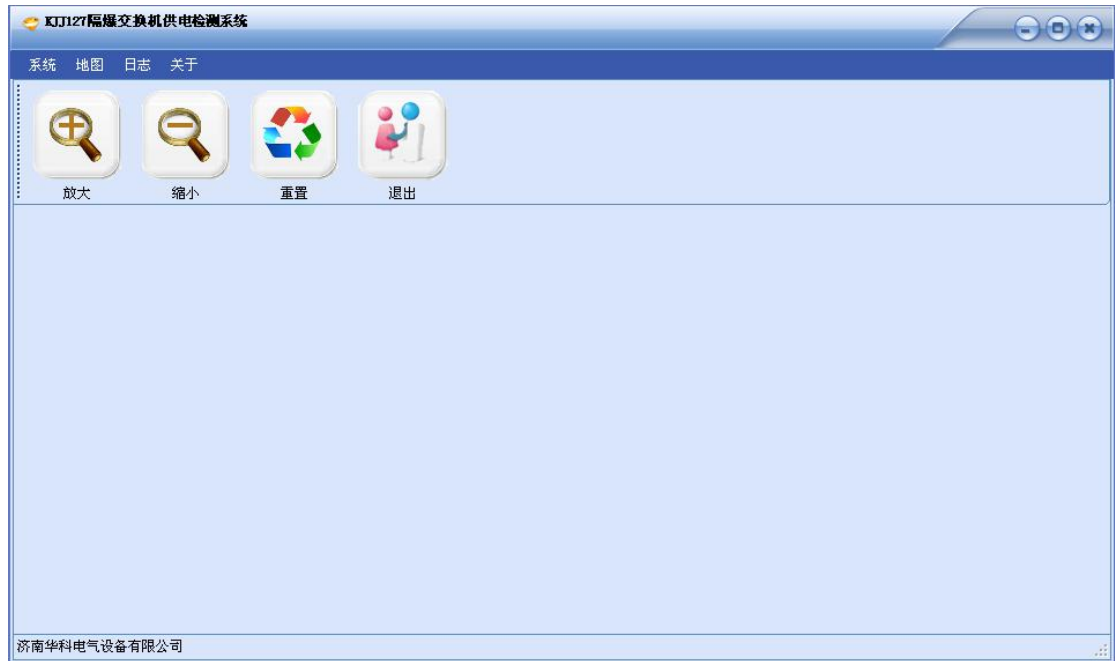 KJJ127隔爆交换机供电检测系统
系统 地图 日志 关于
放大 缩小 重置 退出
济南华科电气设备有限公司